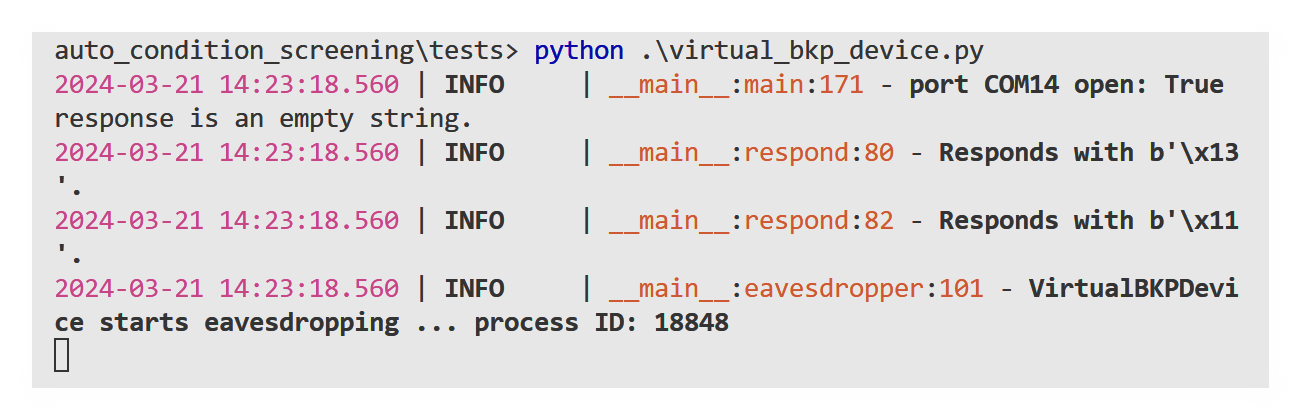 auto_condition_screening\tests> python .\virtual_bkp_device.py
2024-03-21 14:23:18.560 | INFO     | __main__:main:171 - port COM14 open: True
response is an empty string.
2024-03-21 14:23:18.560 | INFO     | __main__:respond:80 - Responds with b'\x13
'.
2024-03-21 14:23:18.560 | INFO     | __main__:respond:82 - Responds with b'\x11
'.
2024-03-21 14:23:18.560 | INFO     | __main__:eavesdropper:101 - VirtualBKPDevi
ce starts eavesdropping ... process ID: 18848